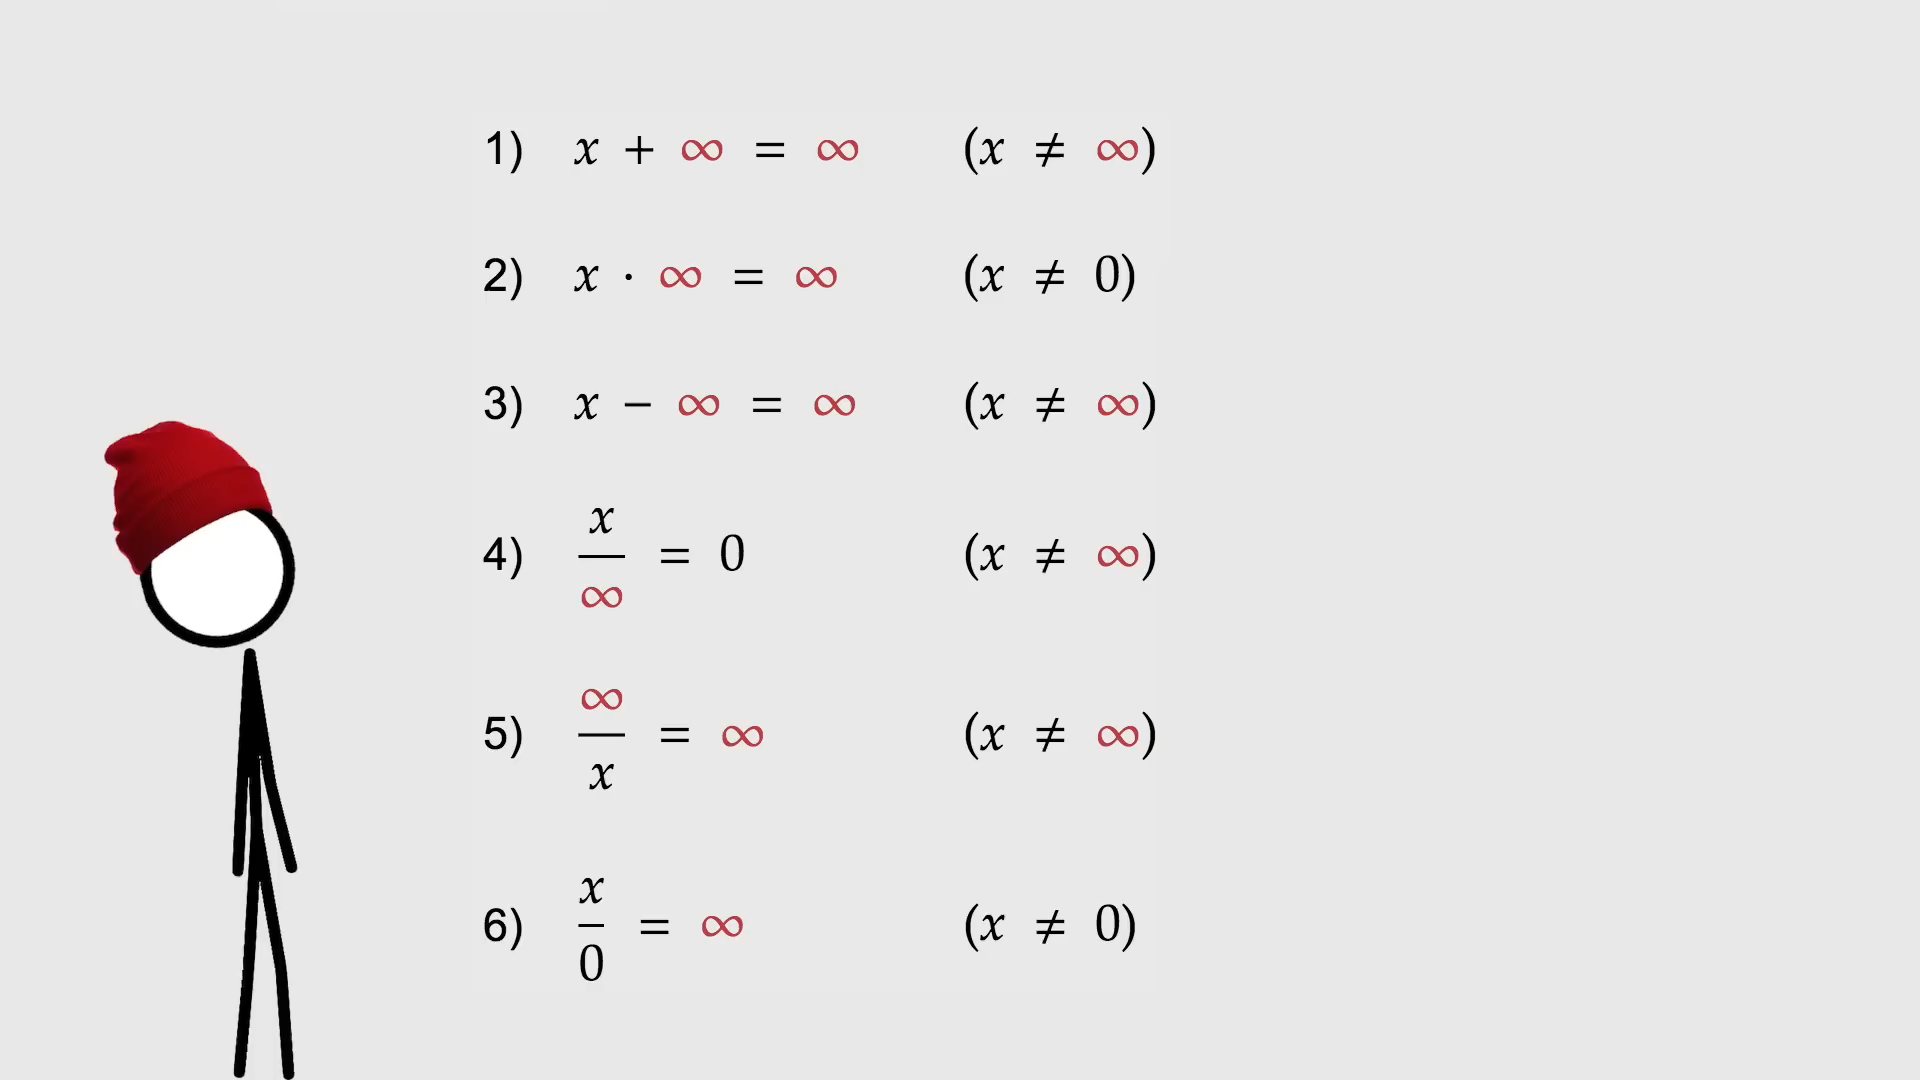 1) x + ∞ = ∞ (x ≠ ∞)
2) x · ∞ = ∞ (x ≠ 0)
3) x − ∞ = ∞ (x ≠ ∞)
4) x/∞ = 0 (x ≠ ∞)
5) ∞/x = ∞ (x ≠ ∞)
6) x/0 = ∞ (x ≠ 0)